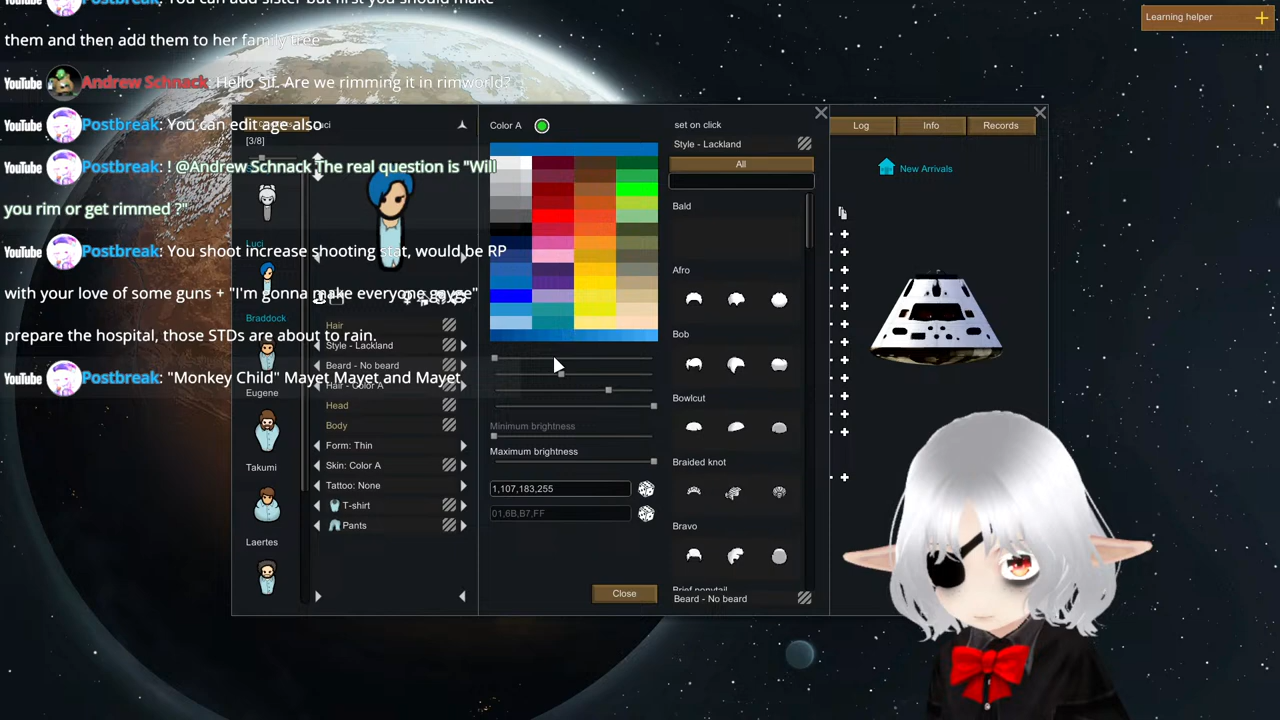 YouTube Postbreak: You can add sister but first you should make
them and then add them to her family tree
YouTube Andrew Schnack: Hello Sif. Are we rimming it in rimworld?
YouTube Postbreak: You can edit age also
YouTube Postbreak: ! @Andrew Schnack The real question is "Will
you rim or get rimmed ?"
YouTube Postbreak: You shoot increase shooting stat, would be RP
with your love of some guns + "I'm gonna make everyone gayge"
prepare the hospital, those STDs are about to rain.
YouTube Postbreak: "Monkey Child" Mayet Mayet and Mayet
Learning helper
[3/8]
Luci
Braddock
Eugene
Takumi
Laertes
Hair
Style - Lackland
Beard - No beard
Hair - Color A
Head
Body
Form: Thin
Skin: Color A
Tattoo: None
T-shirt
Pants
Color A
Minimum brightness
Maximum brightness
1,107,183,255
01,6B,B7,FF
Close
set on click
Style - Lackland
All
Bald
Afro
Bob
Bowlcut
Braided knot
Bravo
Brief ponytail
Beard - No beard
Log
Info
Records
New Arrivals